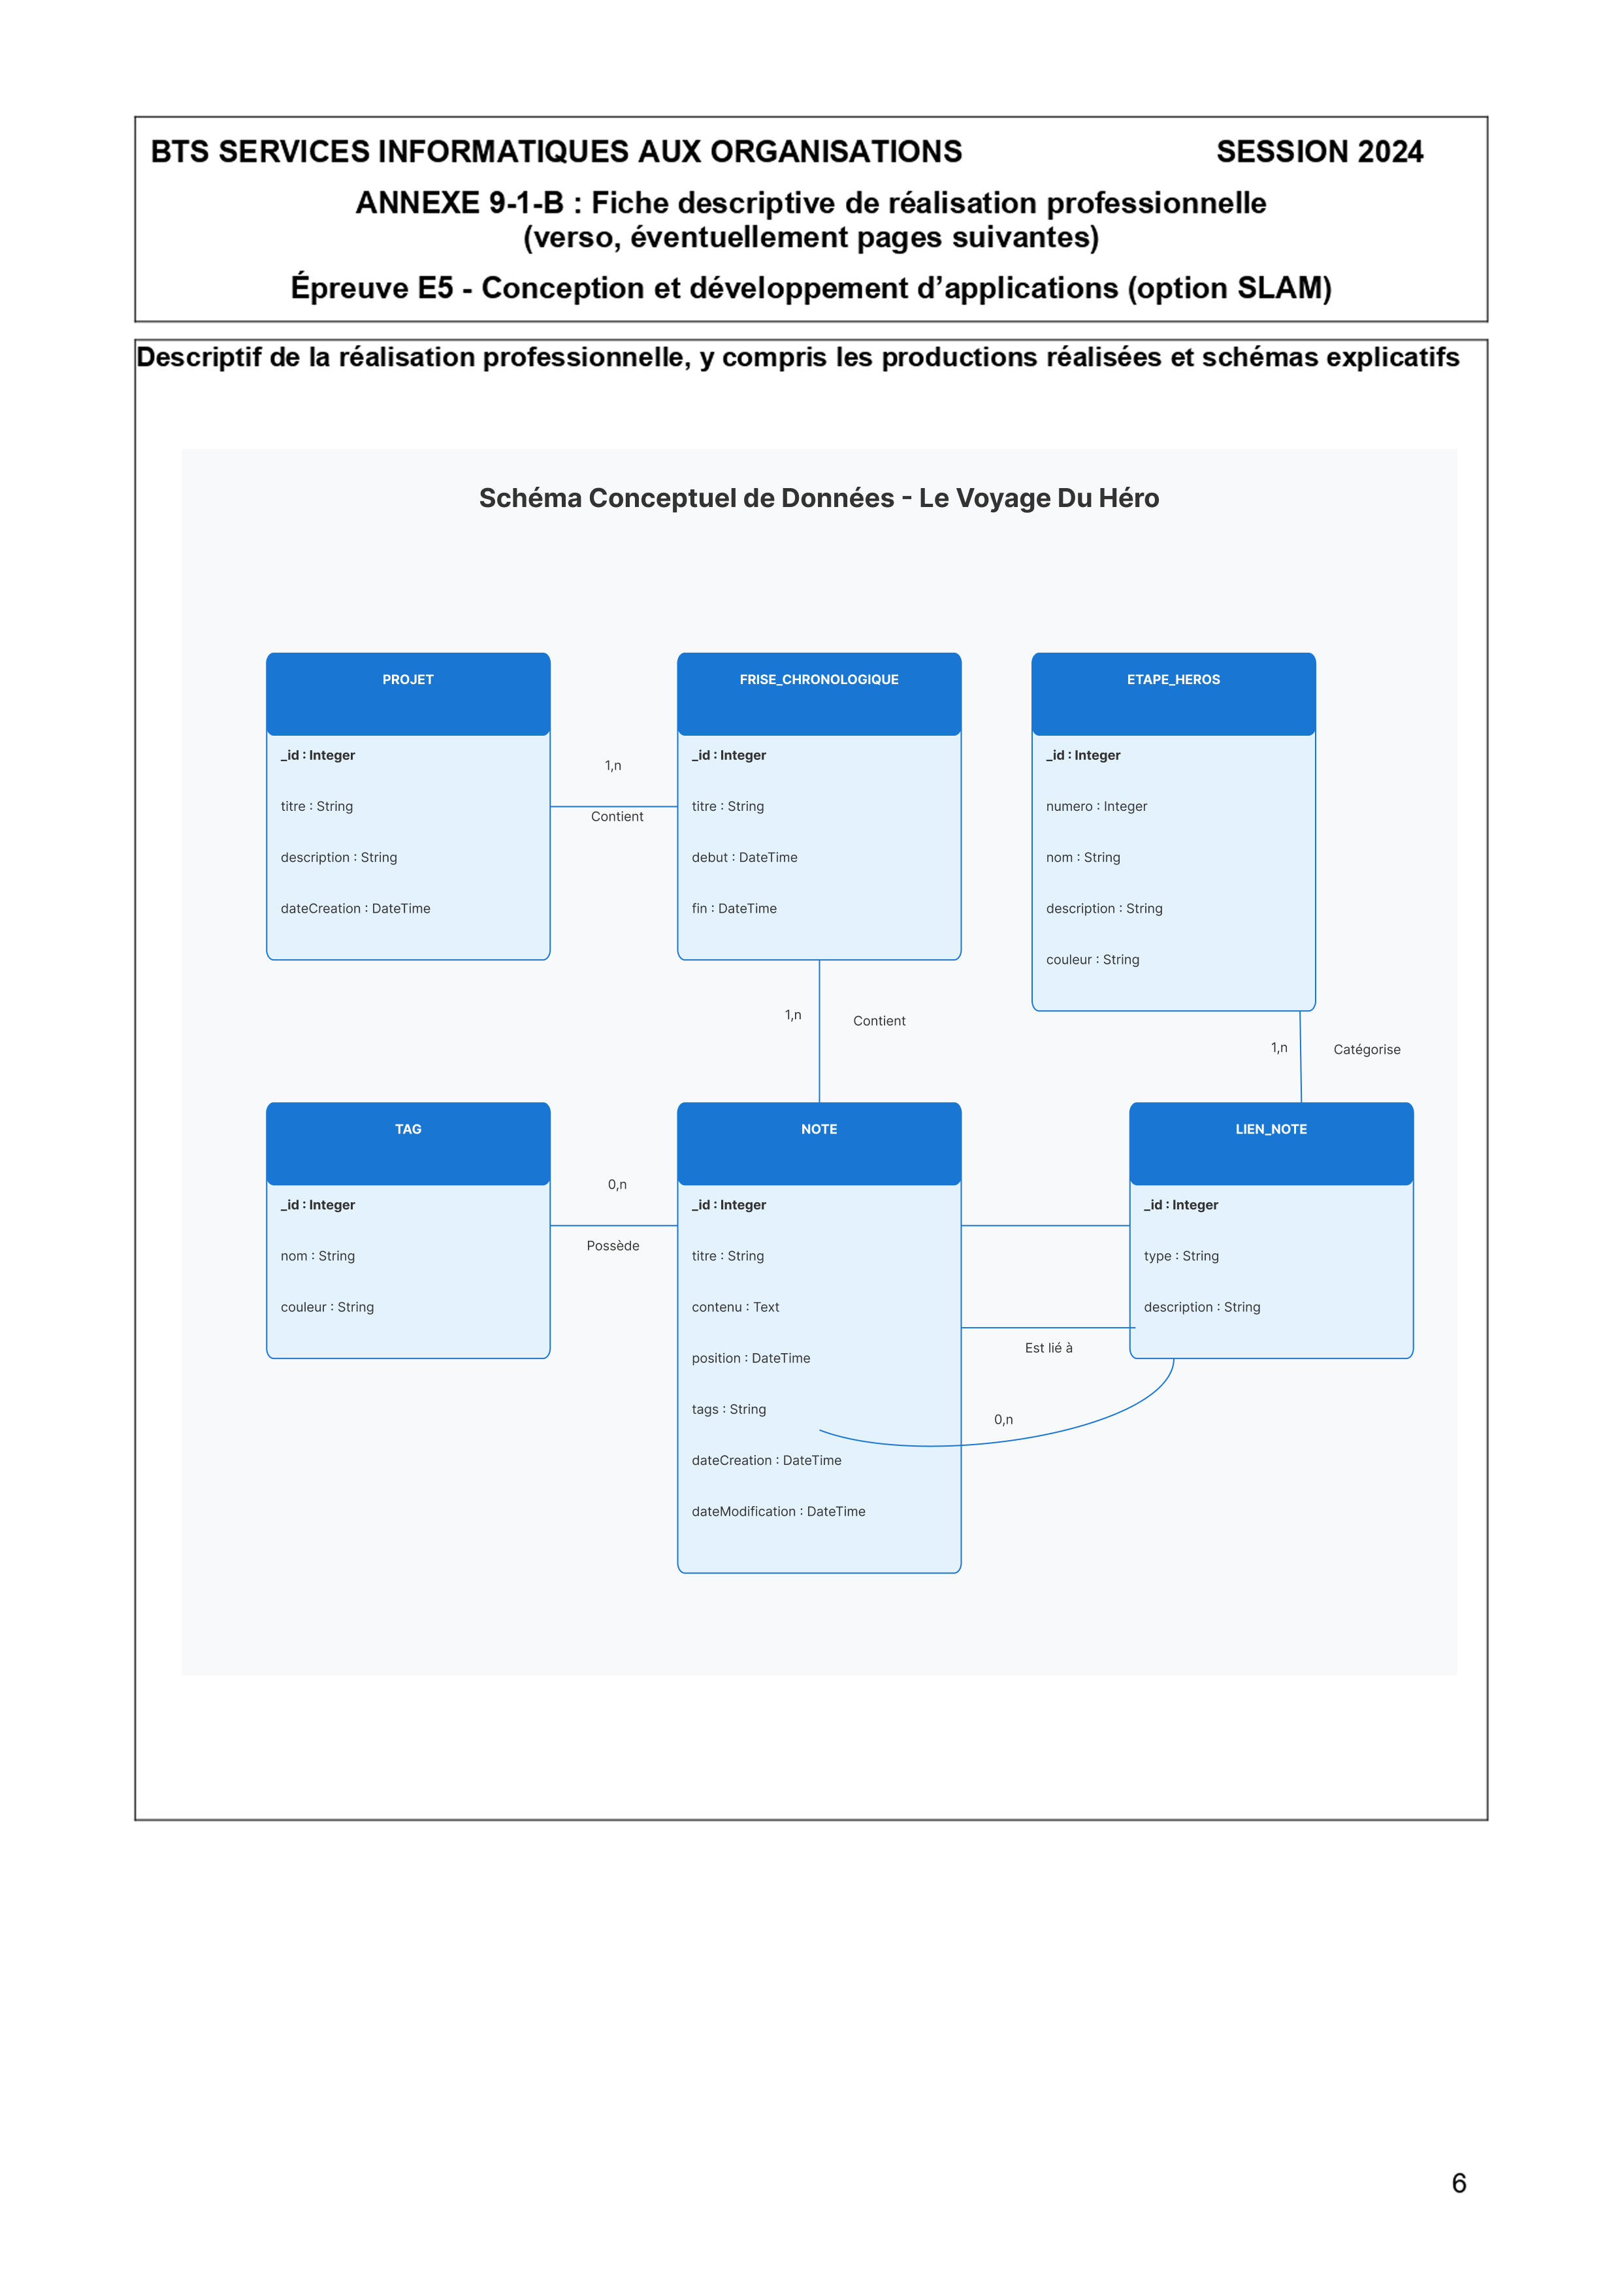 BTS SERVICES INFORMATIQUES AUX ORGANISATIONS SESSION 2024
ANNEXE 9-1-B : Fiche descriptive de réalisation professionnelle
(verso, éventuellement pages suivantes)
Épreuve E5 - Conception et développement d’applications (option SLAM)
Descriptif de la réalisation professionnelle, y compris les productions réalisées et schémas explicatifs
Schéma Conceptuel de Données - Le Voyage Du Héro
PROJET
_id : Integer
titre : String
description : String
dateCreation : DateTime
1,n
Contient
FRISE_CHRONOLOGIQUE
_id : Integer
titre : String
debut : DateTime
fin : DateTime
ETAPE_HEROS
_id : Integer
numero : Integer
nom : String
description : String
couleur : String
1,n
Contient
1,n
Catégorise
TAG
_id : Integer
nom : String
couleur : String
0,n
Possède
NOTE
_id : Integer
titre : String
contenu : Text
position : DateTime
tags : String
dateCreation : DateTime
dateModification : DateTime
LIEN_NOTE
_id : Integer
type : String
description : String
Est lié à
0,n
6